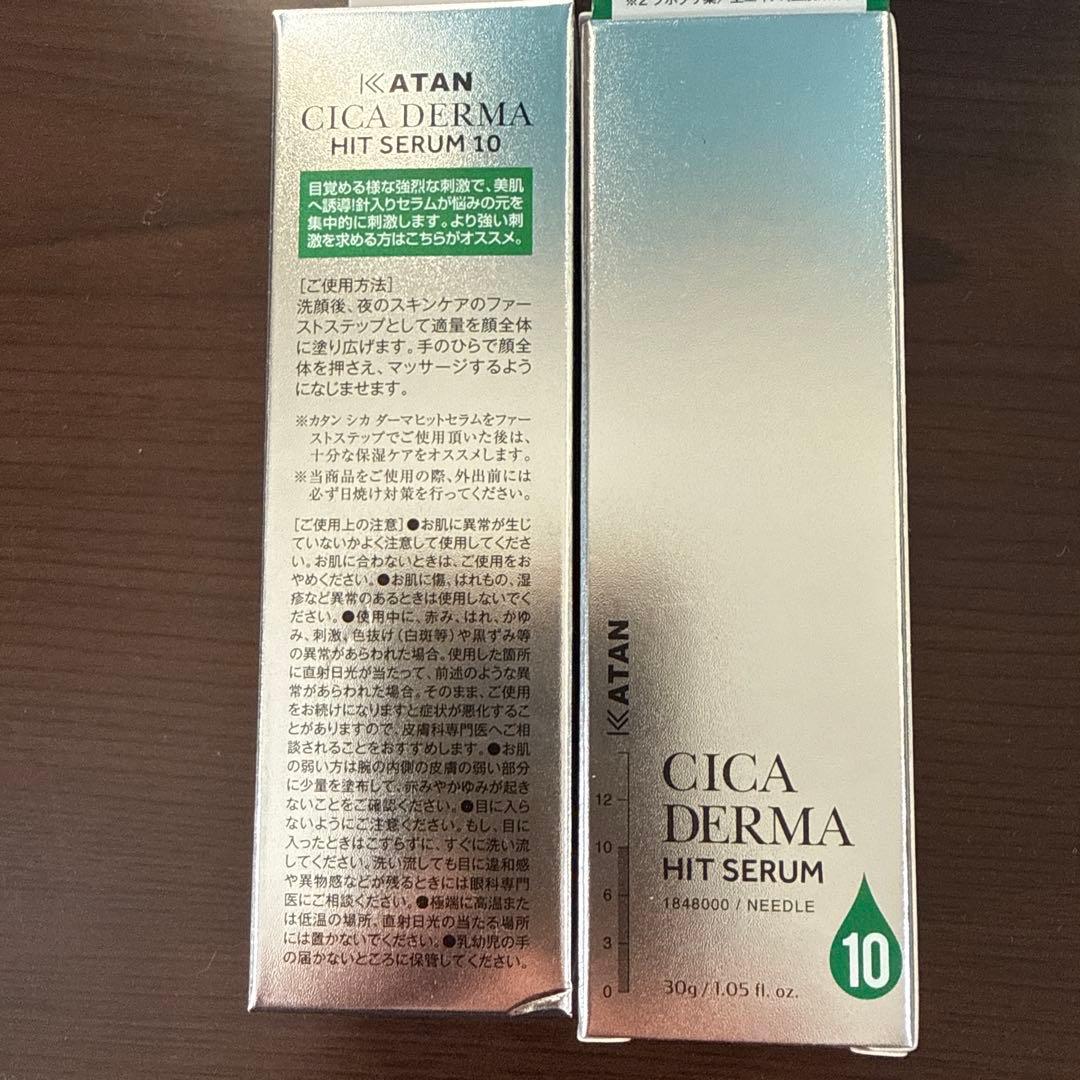 KATAN
CICA DERMA
HIT SERUM 10
目覚める様な強烈な刺激で、美肌
へ誘導!針入りセラムが悩みの元を
集中的に刺激します。より強い刺
激を求める方はこちらがオススメ。
[ご使用方法]
洗顔後、夜のスキンケアのファー
ストステップとして適量を顔全体
に塗り広げます。手のひらで顔全
体を押さえ、マッサージするよう
になじませます。
※カタン シカ ダーマヒットセラムをファー
ストステップでご使用頂いた後は、
十分な保湿ケアをオススメします。
※当商品をご使用の際、外出前には
必ず日焼け対策を行ってください。
[ご使用上の注意]●お肌に異常が生じ
ていないかよく注意して使用してくださ
い。お肌に合わないときは、ご使用をお
やめください。●お肌に傷、はれもの、湿
疹など異常のあるときは使用しないでく
ださい。●使用中に、赤み、はれ、かゆ
み、刺激、色抜け(白斑等)や黒ずみ等
の異常があらわれた場合。使用した箇所
に直射日光が当たって、前述のような異
常があらわれた場合。そのまま、ご使用
をお続けになりますと症状が悪化するこ
とがありますので、皮膚科専門医へご相
談されることをおすすめします。●お肌
の弱い方は腕の内側の皮膚の弱い部分
に少量を塗布して、赤みやかゆみが起き
ないことをご確認ください。●目に入ら
ないようにご注意ください。もし、目に
入ったときはこすらずに、すぐに洗い流
してください。洗い流しても目に違和感
や異物感などが残るときには眼科専門
医にご相談ください。●極端に高温また
は低温の場所、直射日光の当たる場所
には置かないでください。●乳幼児の手
の届かないところに保管してください。
KATAN
12
10
6
3
0
CICA
DERMA
HIT SERUM
1848000 / NEEDLE
10
30g / 1.05 fl. oz.